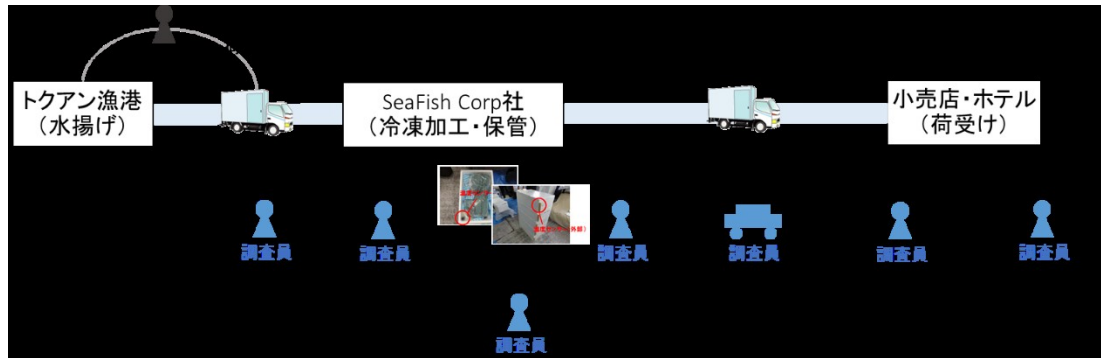 トクアン漁港
(水揚げ)
SeaFish Corp社
(冷凍加工・保管)
小売店・ホテル
(荷受け)
調査員
調査員
調査員
調査員
調査員
調査員
調査員